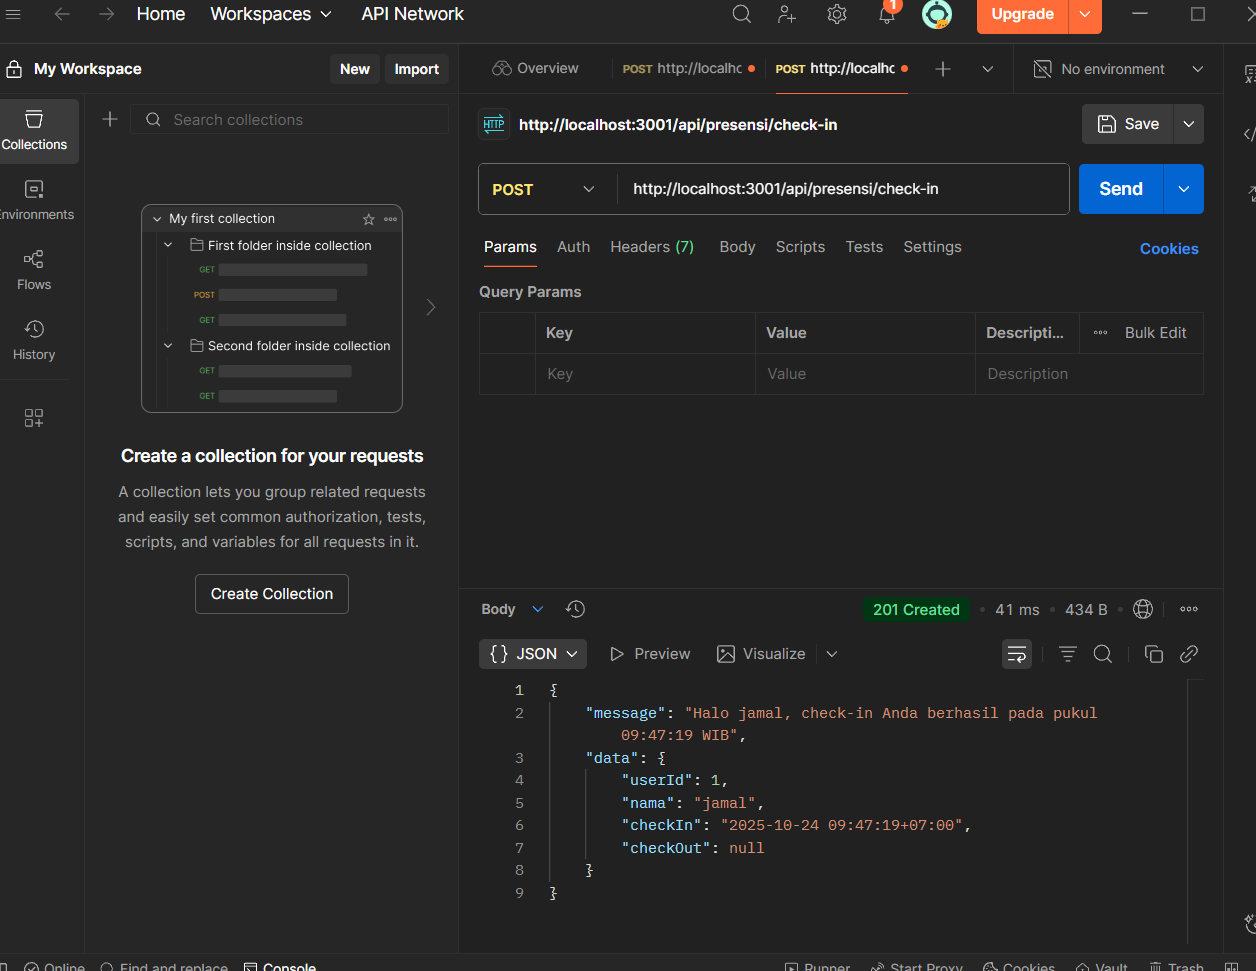 Home Workspaces API Network 1 Upgrade
My Workspace New Import
Overview POST http://localhc POST http://localhc No environment
Collections
Search collections
HTTP http://localhost:3001/api/presensi/check-in Save
POST http://localhost:3001/api/presensi/check-in Send
Environments
Flows
History
My first collection
First folder inside collection
GET
POST
GET
Second folder inside collection
GET
GET
Create a collection for your requests
A collection lets you group related requests
and easily set common authorization, tests,
scripts, and variables for all requests in it.
Create Collection
Params Auth Headers (7) Body Scripts Tests Settings Cookies
Query Params
Key Value Descripti... Bulk Edit
Key Value Description
Body 201 Created 41 ms 434 B
{} JSON Preview Visualize
1 {
2 "message": "Halo jamal, check-in Anda berhasil pada pukul
09:47:19 WIB",
3 "data": {
4 "userId": 1,
5 "nama": "jamal",
6 "checkIn": "2025-10-24 09:47:19+07:00",
7 "checkOut": null
8 }
9 }
Online Find and replace Console Runner Start Proxy Cookies Vault Trash